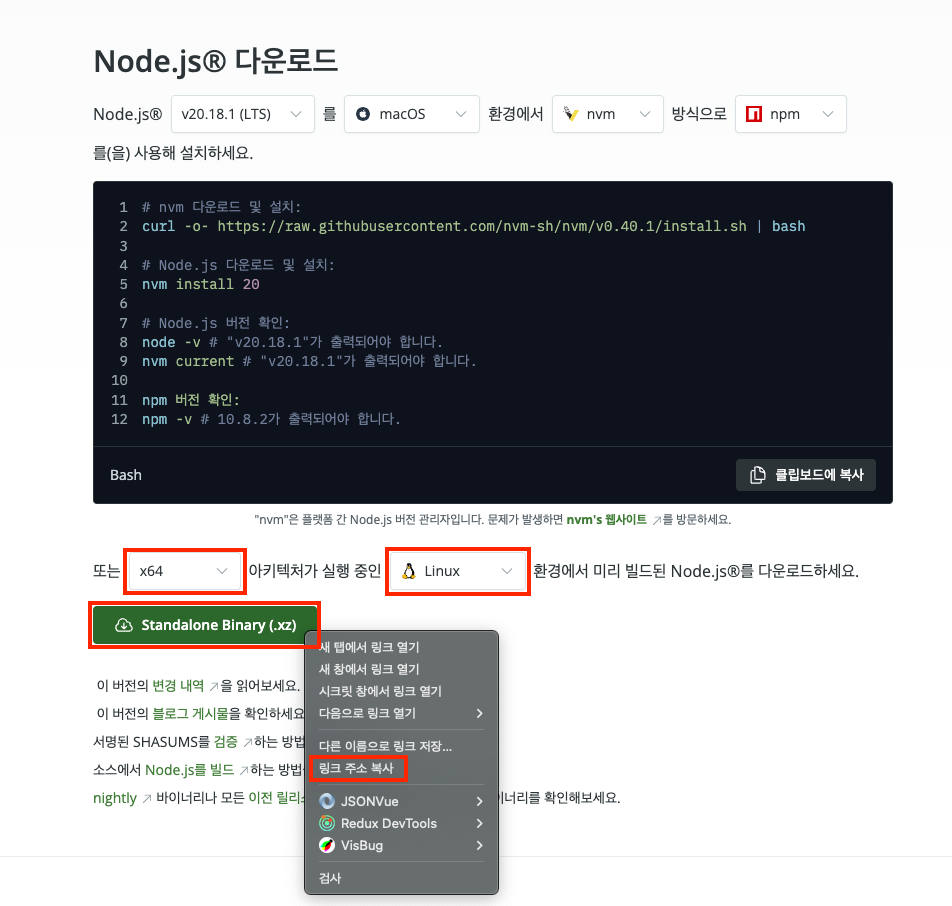 Node.js® 다운로드
Node.js® v20.18.1 (LTS) 를 macOS 환경에서 nvm 방식으로 npm
를(을) 사용해 설치하세요.
1 # nvm 다운로드 및 설치:
2 curl -o- https://raw.githubusercontent.com/nvm-sh/nvm/v0.40.1/install.sh | bash
3
4 # Node.js 다운로드 및 설치:
5 nvm install 20
6
7 # Node.js 버전 확인:
8 node -v # "v20.18.1"가 출력되어야 합니다.
9 nvm current # "v20.18.1"가 출력되어야 합니다.
10
11 npm 버전 확인:
12 npm -v # 10.8.2가 출력되어야 합니다.
Bash 클립보드에 복사
"nvm"은 플랫폼 간 Node.js 버전 관리자입니다. 문제가 발생하면 nvm's 웹사이트 를 방문하세요.
또는 x64 아키텍처가 실행 중인 Linux 환경에서 미리 빌드된 Node.js®를 다운로드하세요.
Standalone Binary (.xz)
새 탭에서 링크 열기
새 창에서 링크 열기
시크릿 창에서 링크 열기
다음으로 링크 열기
다른 이름으로 링크 저장...
링크 주소 복사
JSONVue
Redux DevTools
VisBug
검사
이 버전의 변경 내역 을 읽어보세요.
이 버전의 블로그 게시물을 확인하세요
서명된 SHASUMS를 검증 하는 방법
소스에서 Node.js를 빌드 하는 방법
nightly 바이너리나 모든 이전 릴리 이너리를 확인해보세요.